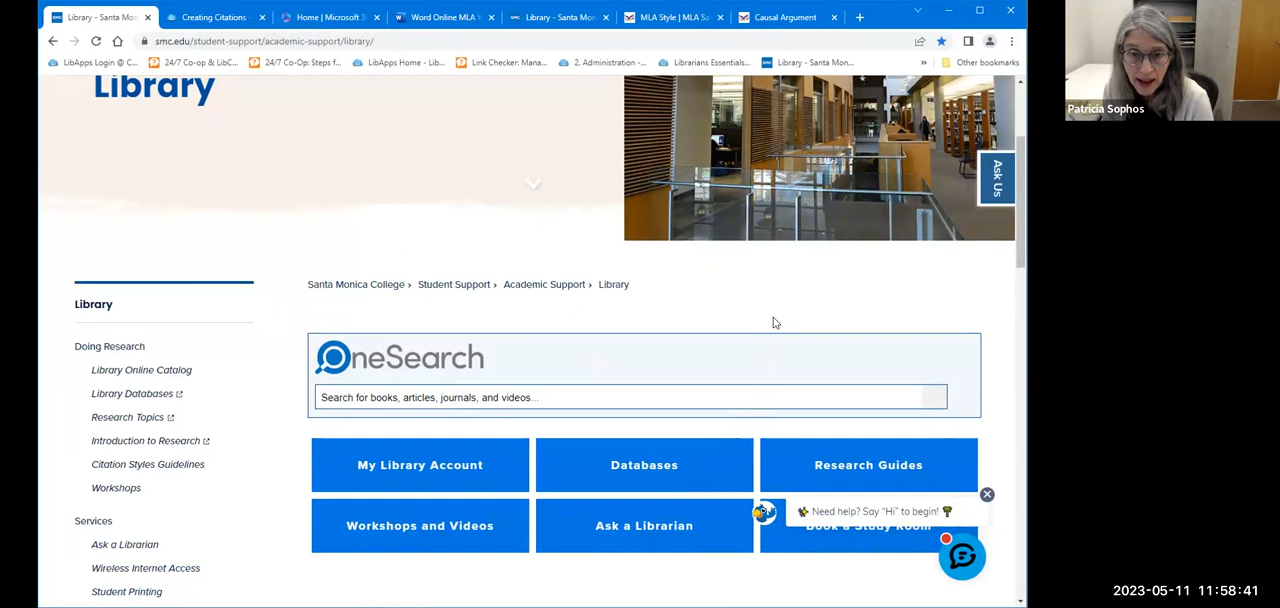 Library - Santa Mon
Creating Citations -
Home | Microsoft 3
Word Online MLA
Library - Santa Mon
MLA Style | MLA Sa
Causal Argument
smc.edu/student-support/academic-support/library/
LibApps Login @ C...
24/7 Co-op & LibC...
24/7 Co-Op: Steps f...
LibApps Home - Lib...
Link Checker: Mana...
2. Administration -...
Librarians Essentials...
Library - Santa Mon...
»
Other bookmarks
Patricia Sophos
Library
Ask Us
Santa Monica College › Student Support › Academic Support › Library
Library
OneSearch
Search for books, articles, journals, and videos...
Doing Research
Library Online Catalog
Library Databases
Research Topics
Introduction to Research
Citation Styles Guidelines
Workshops
Services
Ask a Librarian
Wireless Internet Access
Student Printing
My Library Account
Databases
Research Guides
Workshops and Videos
Ask a Librarian
Book a Study Room
Need help? Say “Hi” to begin!
2023-05-11 11:58:41